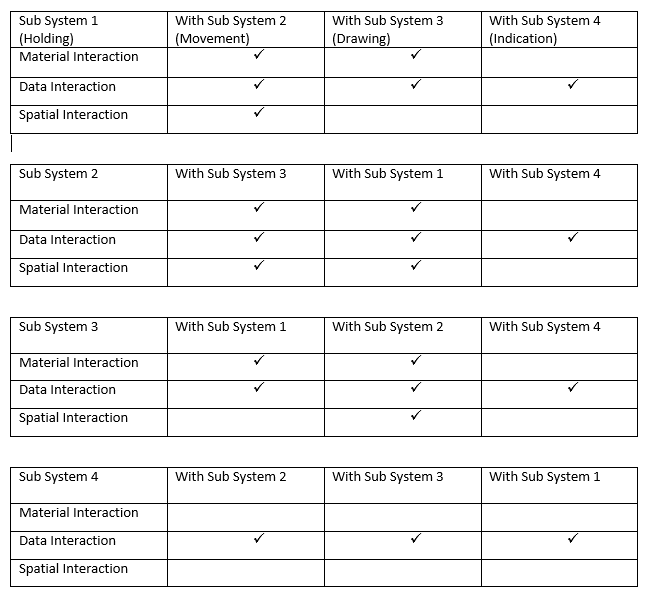 Sub System 1 With Sub System 2 With Sub System 3 With Sub System 4
(Holding) (Movement) (Drawing) (Indication)
Material Interaction ✓ ✓
Data Interaction ✓ ✓ ✓
Spatial Interaction ✓
Sub System 2 With Sub System 3 With Sub System 1 With Sub System 4
Material Interaction ✓ ✓
Data Interaction ✓ ✓ ✓
Spatial Interaction ✓ ✓
Sub System 3 With Sub System 1 With Sub System 2 With Sub System 4
Material Interaction ✓ ✓
Data Interaction ✓ ✓ ✓
Spatial Interaction ✓
Sub System 4 With Sub System 2 With Sub System 3 With Sub System 1
Material Interaction
Data Interaction ✓ ✓ ✓
Spatial Interaction